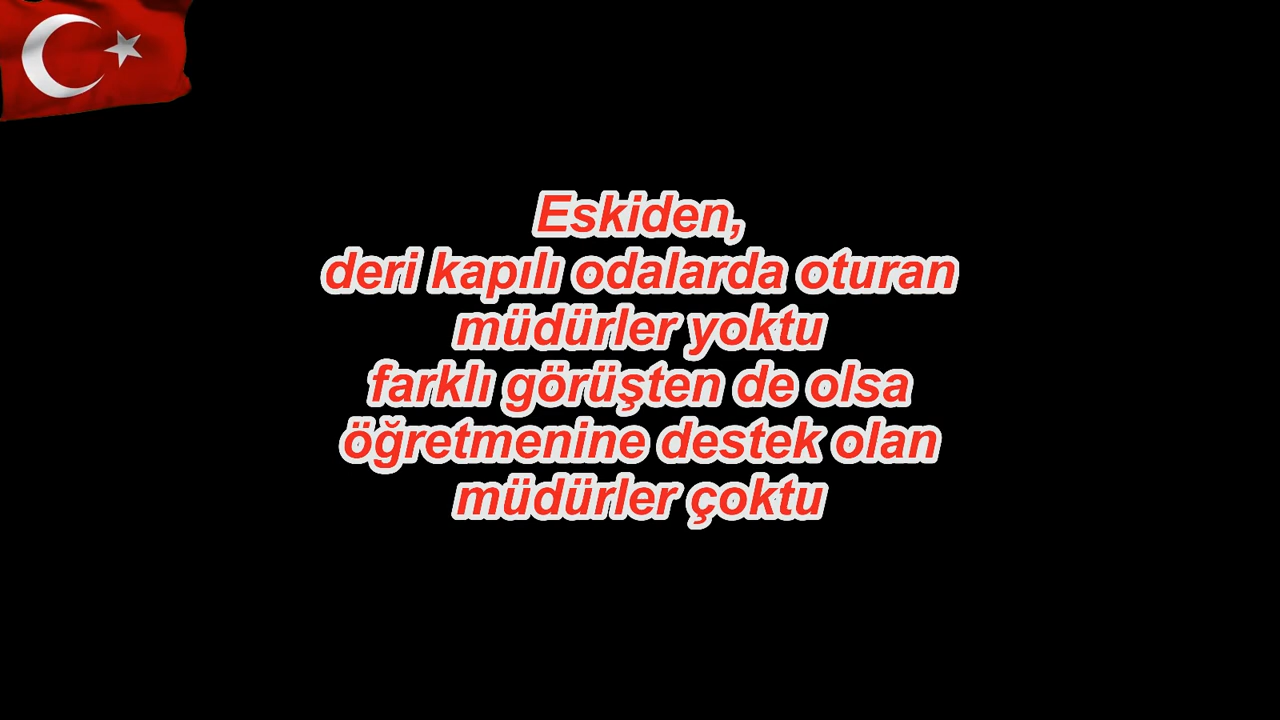 Eskiden,
deri kapılı odalarda oturan
müdürler yoktu
farklı görüşten de olsa
öğretmenine destek olan
müdürler çoktu